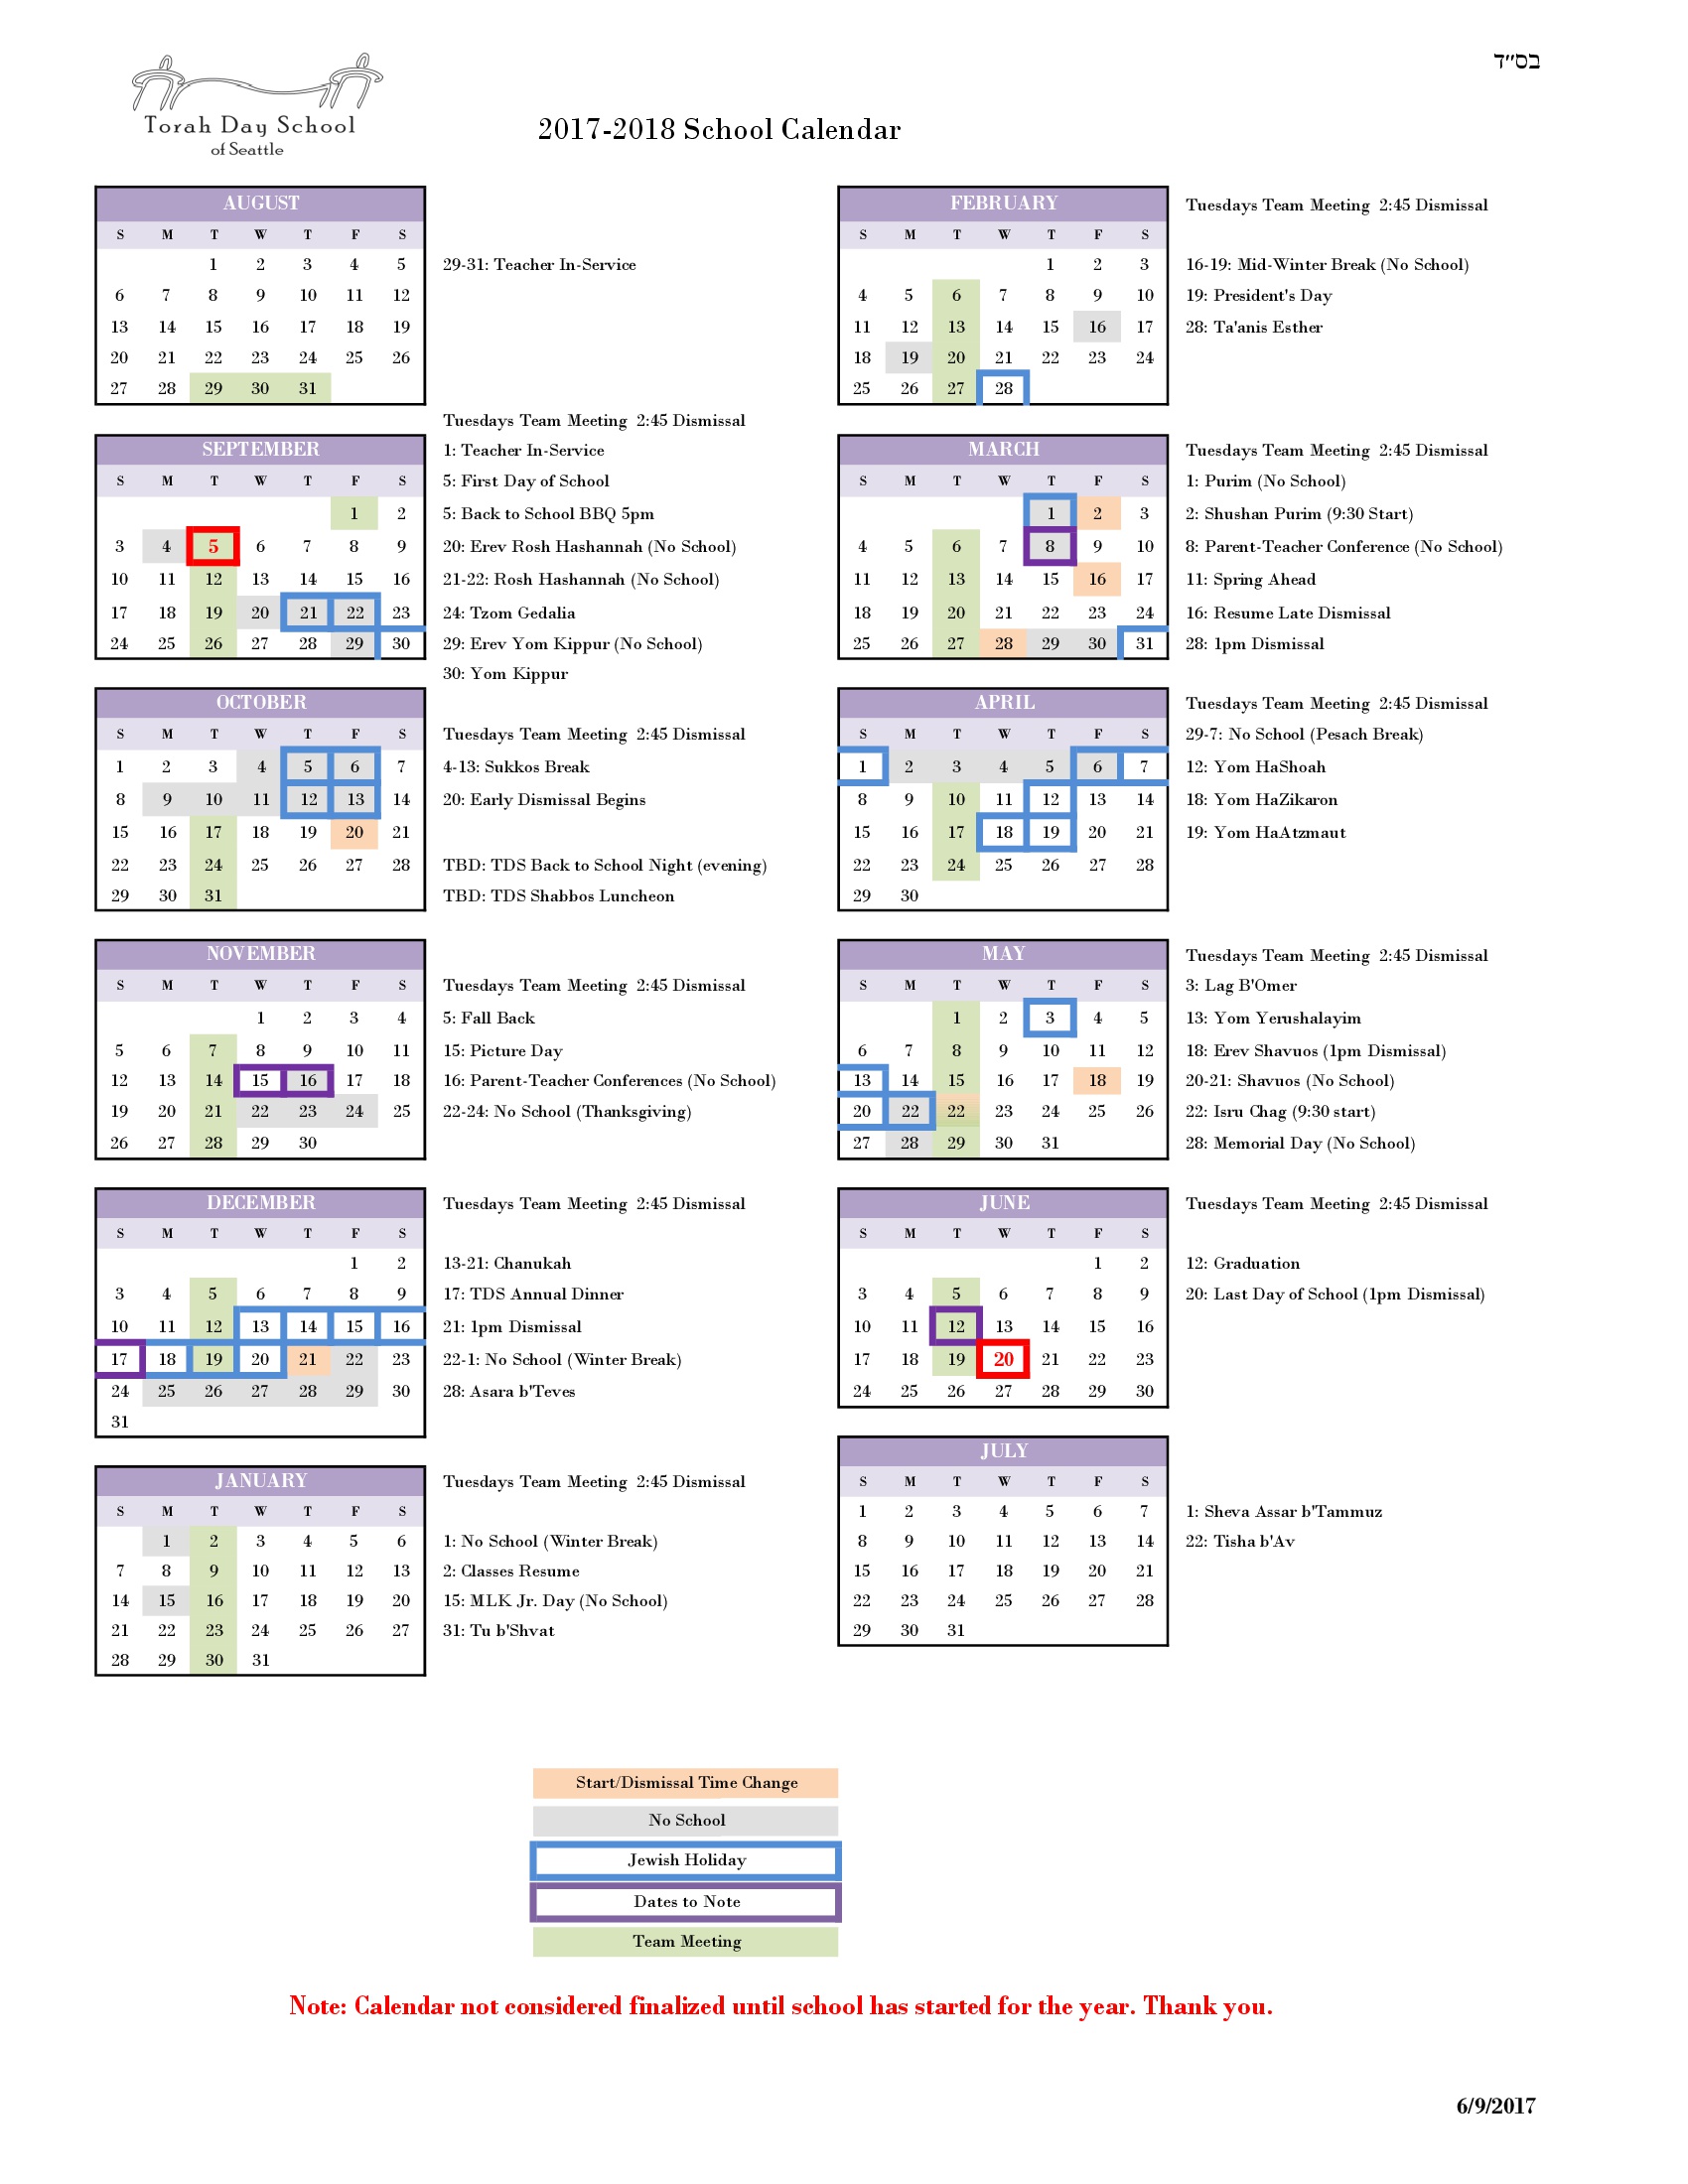 בס״ד
Torah Day School
of Seattle
2017-2018 School Calendar
AUGUST
S M T W T F S
1 2 3 4 5
6 7 8 9 10 11 12
13 14 15 16 17 18 19
20 21 22 23 24 25 26
27 28 29 30 31
29-31: Teacher In-Service
SEPTEMBER
S M T W T F S
1 2
3 4 5 6 7 8 9
10 11 12 13 14 15 16
17 18 19 20 21 22 23
24 25 26 27 28 29 30
Tuesdays Team Meeting 2:45 Dismissal
1: Teacher In-Service
5: First Day of School
5: Back to School BBQ 5pm
20: Erev Rosh Hashannah (No School)
21-22: Rosh Hashannah (No School)
24: Tzom Gedalia
29: Erev Yom Kippur (No School)
30: Yom Kippur
OCTOBER
S M T W T F S
1 2 3 4 5 6 7
8 9 10 11 12 13 14
15 16 17 18 19 20 21
22 23 24 25 26 27 28
29 30 31
Tuesdays Team Meeting 2:45 Dismissal
4-13: Sukkos Break
20: Early Dismissal Begins
TBD: TDS Back to School Night (evening)
TBD: TDS Shabbos Luncheon
NOVEMBER
S M T W T F S
1 2 3 4
5 6 7 8 9 10 11
12 13 14 15 16 17 18
19 20 21 22 23 24 25
26 27 28 29 30
Tuesdays Team Meeting 2:45 Dismissal
5: Fall Back
15: Picture Day
16: Parent-Teacher Conferences (No School)
22-24: No School (Thanksgiving)
DECEMBER
S M T W T F S
1 2
3 4 5 6 7 8 9
10 11 12 13 14 15 16
17 18 19 20 21 22 23
24 25 26 27 28 29 30
31
Tuesdays Team Meeting 2:45 Dismissal
13-21: Chanukah
17: TDS Annual Dinner
21: 1pm Dismissal
22-1: No School (Winter Break)
28: Asara b'Teves
JANUARY
S M T W T F S
1 2 3 4 5 6
7 8 9 10 11 12 13
14 15 16 17 18 19 20
21 22 23 24 25 26 27
28 29 30 31
Tuesdays Team Meeting 2:45 Dismissal
1: No School (Winter Break)
2: Classes Resume
15: MLK Jr. Day (No School)
31: Tu b'Shvat
FEBRUARY
S M T W T F S
1 2 3
4 5 6 7 8 9 10
11 12 13 14 15 16 17
18 19 20 21 22 23 24
25 26 27 28
Tuesdays Team Meeting 2:45 Dismissal
16-19: Mid-Winter Break (No School)
19: President's Day
28: Ta'anis Esther
MARCH
S M T W T F S
1 2 3
4 5 6 7 8 9 10
11 12 13 14 15 16 17
18 19 20 21 22 23 24
25 26 27 28 29 30 31
Tuesdays Team Meeting 2:45 Dismissal
1: Purim (No School)
2: Shushan Purim (9:30 Start)
8: Parent-Teacher Conference (No School)
11: Spring Ahead
16: Resume Late Dismissal
28: 1pm Dismissal
APRIL
S M T W T F S
1 2 3 4 5 6 7
8 9 10 11 12 13 14
15 16 17 18 19 20 21
22 23 24 25 26 27 28
29 30
Tuesdays Team Meeting 2:45 Dismissal
29-7: No School (Pesach Break)
12: Yom HaShoah
18: Yom HaZikaron
19: Yom HaAtzmaut
MAY
S M T W T F S
1 2 3 4 5
6 7 8 9 10 11 12
13 14 15 16 17 18 19
20 22 22 23 24 25 26
27 28 29 30 31
Tuesdays Team Meeting 2:45 Dismissal
3: Lag B'Omer
13: Yom Yerushalayim
18: Erev Shavuos (1pm Dismissal)
20-21: Shavuos (No School)
22: Isru Chag (9:30 start)
28: Memorial Day (No School)
JUNE
S M T W T F S
1 2
3 4 5 6 7 8 9
10 11 12 13 14 15 16
17 18 19 20 21 22 23
24 25 26 27 28 29 30
Tuesdays Team Meeting 2:45 Dismissal
12: Graduation
20: Last Day of School (1pm Dismissal)
JULY
S M T W T F S
1 2 3 4 5 6 7
8 9 10 11 12 13 14
15 16 17 18 19 20 21
22 23 24 25 26 27 28
29 30 31
1: Sheva Assar b'Tammuz
22: Tisha b'Av
Start/Dismissal Time Change
No School
Jewish Holiday
Dates to Note
Team Meeting
Note: Calendar not considered finalized until school has started for the year. Thank you.
6/9/2017